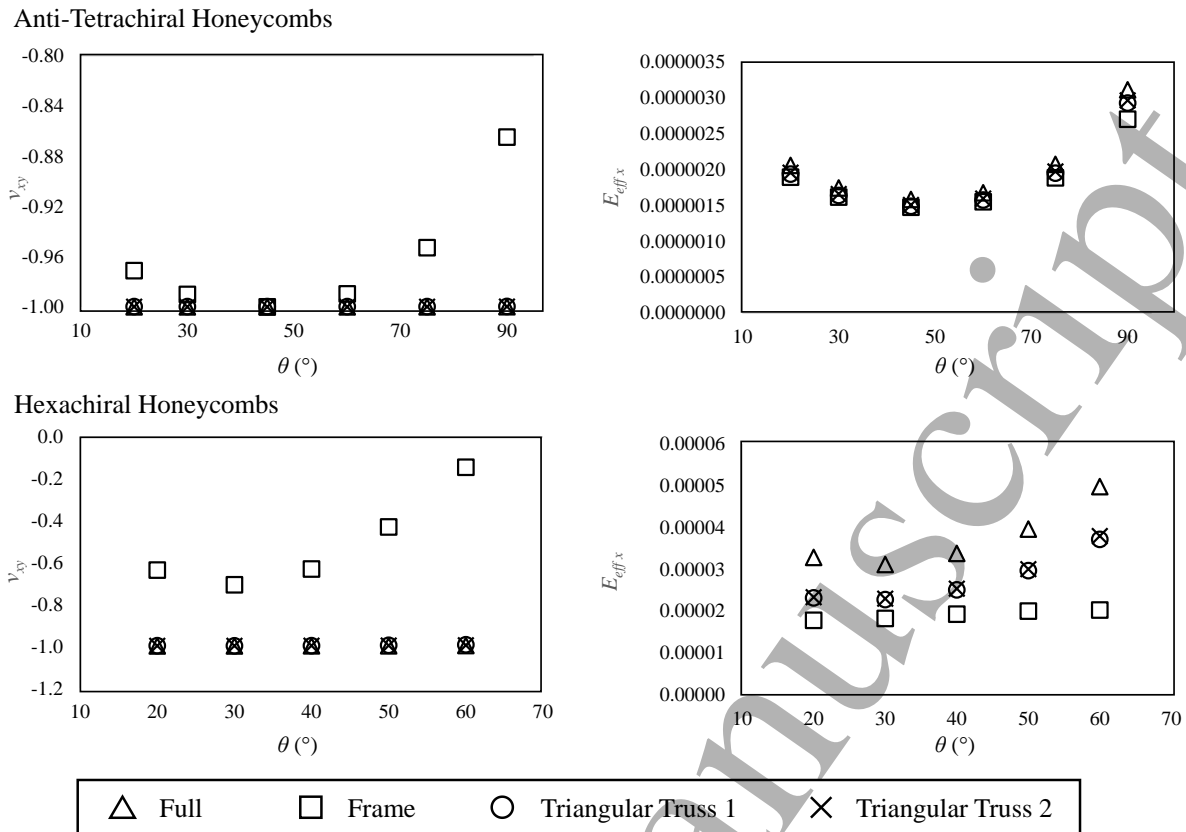 Anti-Tetrachiral Honeycombs
-0.80
-0.84
-0.88
-0.92
-0.96
-1.00
10 30 50 70 90
ν_xy
θ (°)
0.0000035
0.0000030
0.0000025
0.0000020
0.0000015
0.0000010
0.0000005
0.0000000
10 30 50 70 90
E_eff x
θ (°)
Hexachiral Honeycombs
0.0
-0.2
-0.4
-0.6
-0.8
-1.0
-1.2
10 20 30 40 50 60 70
ν_xy
θ (°)
0.00006
0.00005
0.00004
0.00003
0.00002
0.00001
0.00000
10 20 30 40 50 60 70
E_eff x
θ (°)
Full Frame Triangular Truss 1 Triangular Truss 2